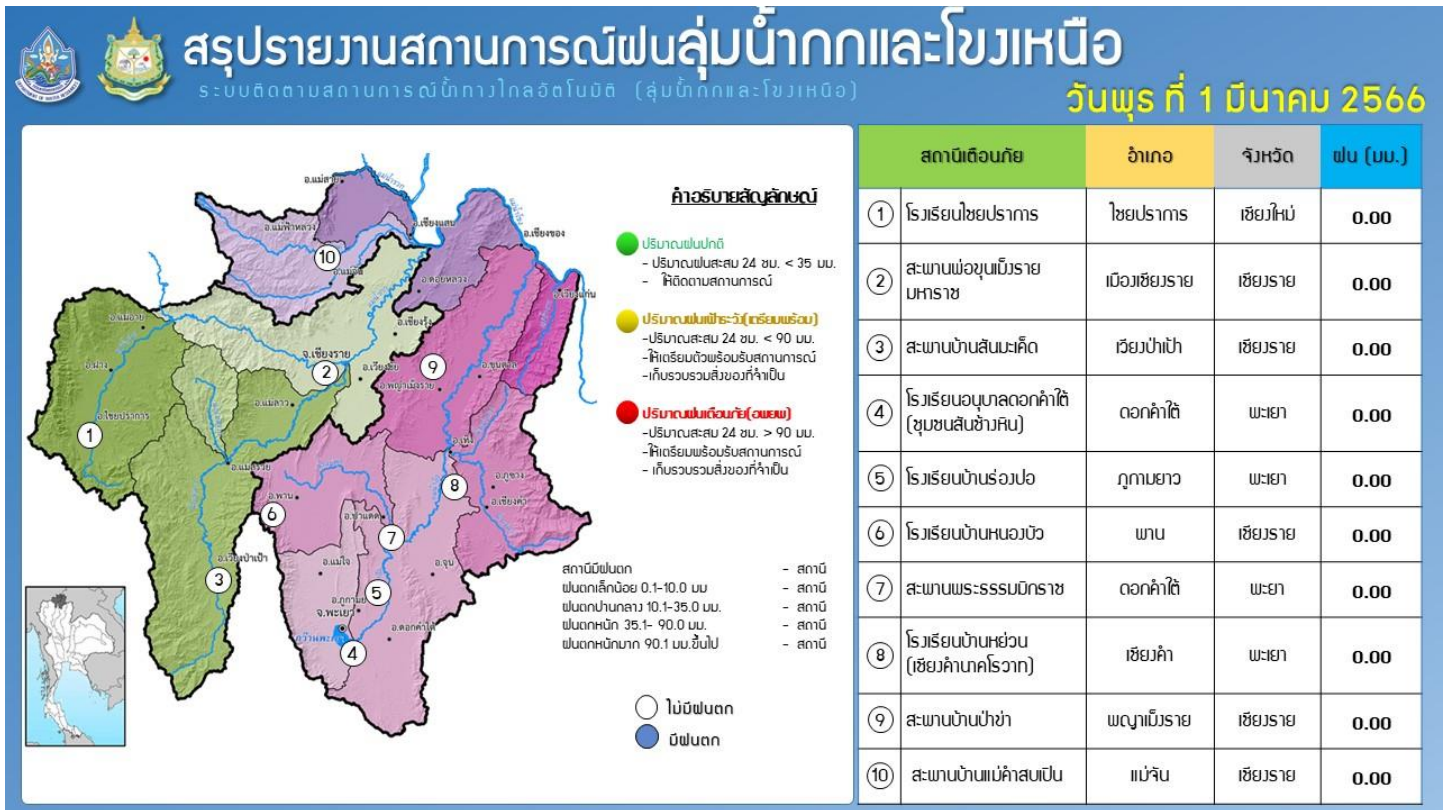 สรุปรายงานสถานการณ์ฝนลุ่มน้ำกกและโขงเหนือ
ระบบติดตามสถานการณ์น้ำทางไกลอัตโนมัติ (ลุ่มน้ำกกและโขงเหนือ)
วันพุธ ที่ 1 มีนาคม 2566
อ.แม่สาย
อ.แม่ฟ้าหลวง
อ.เชียงแสน
อ.เชียงของ
10
อ.ดอยหลวง
อ.เวียงแก่น
อ.แม่อาย
อ.เชียงรุ้ง
จ.เชียงราย
2
9
อ.ฝาง
อ.พญาเม็งราย
อ.ขุนตาล
อ.ไชยปราการ
อ.แม่ลาว
1
อ.เทิง
อ.แม่สรวย
8
อ.ภูซาง
อ.เชียงคำ
อ.พาน
6
อ.ป่าแดด
7
อ.เวียงป่าเป้า
3
อ.แม่ใจ
อ.จุน
5
จ.พะเยา
อ.ดอกคำใต้
4
คำอธิบายสัญลักษณ์
ปริมาณฝนปกติ
- ปริมาณฝนสะสม 24 ชม. < 35 มม.
- ให้ติดตามสถานการณ์
ปริมาณฝนเฝ้าระวัง(เตรียมพร้อม)
-ปริมาณสะสม 24 ชม. < 90 มม.
-ให้เตรียมตัวพร้อมรับสถานการณ์
-เก็บรวบรวมสิ่งของที่จำเป็น
ปริมาณฝนเตือนภัย(อพยพ)
-ปริมาณสะสม 24 ชม. > 90 มม.
-ให้เตรียมพร้อมรับสถานการณ์
- เก็บรวบรวมสิ่งของที่จำเป็น
สถานีมีฝนตก - สถานี
ฝนตกเล็กน้อย 0.1-10.0 มม - สถานี
ฝนตกปานกลาง 10.1-35.0 มม. - สถานี
ฝนตกหนัก 35.1- 90.0 มม. - สถานี
ฝนตกหนักมาก 90.1 มม.ขึ้นไป - สถานี
ไม่มีฝนตก
มีฝนตก
สถานีเตือนภัย อำเภอ จังหวัด ฝน (มม.)
1 โรงเรียนไชยปราการ ไชยปราการ เชียงใหม่ 0.00
2 สะพานพ่อขุนเม็งราย
มหาราช เมืองเชียงราย เชียงราย 0.00
3 สะพานบ้านสันมะเค็ด เวียงป่าเป้า เชียงราย 0.00
4 โรงเรียนอนุบาลดอกคำใต้
(ชุมชนสันช้างหิน) ดอกคำใต้ พะเยา 0.00
5 โรงเรียนบ้านร่องปอ ภูกามยาว พะเยา 0.00
6 โรงเรียนบ้านหนองบัว พาน เชียงราย 0.00
7 สะพานพระธรรมมิกราช ดอกคำใต้ พะเยา 0.00
8 โรงเรียนบ้านหย่วน
(เชียงคำนาคโรวาท) เชียงคำ พะเยา 0.00
9 สะพานบ้านป่าข่า พญาเม็งราย เชียงราย 0.00
10 สะพานบ้านแม่คำสบเปิน แม่จัน เชียงราย 0.00